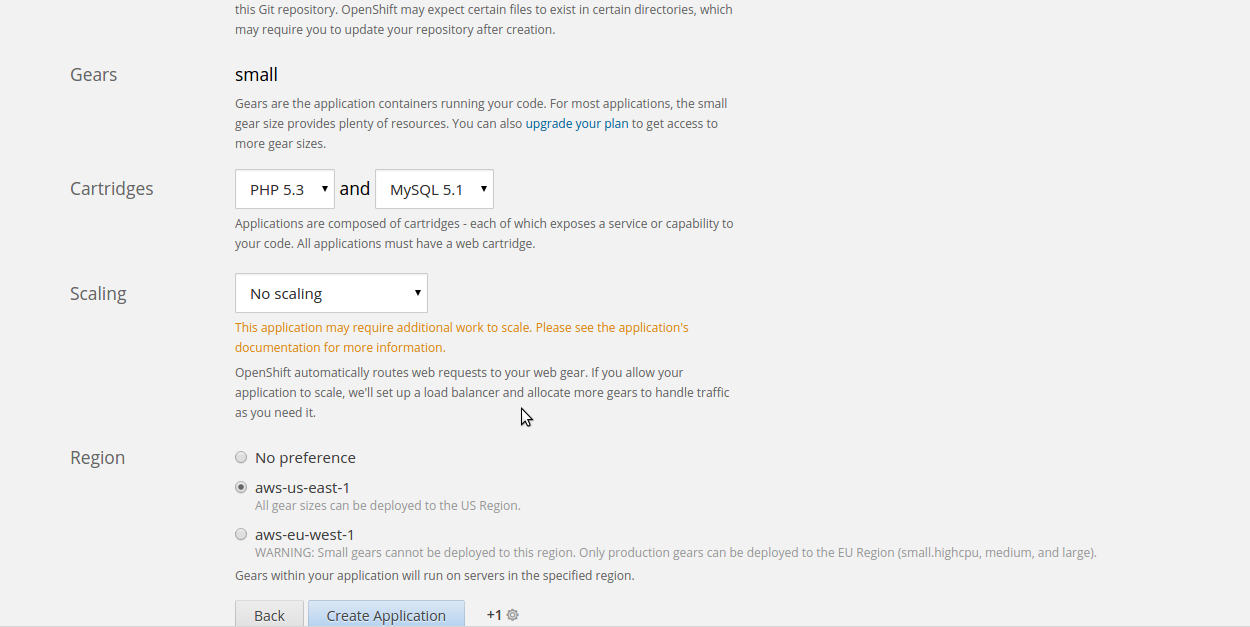 this Git repository. OpenShift may expect certain files to exist in certain directories, which
may require you to update your repository after creation.
Gears
small
Gears are the application containers running your code. For most applications, the small
gear size provides plenty of resources. You can also upgrade your plan to get access to
more gear sizes.
Cartridges
PHP 5.3 and MySQL 5.1
Applications are composed of cartridges - each of which exposes a service or capability to
your code. All applications must have a web cartridge.
Scaling
No scaling
This application may require additional work to scale. Please see the application's
documentation for more information.
OpenShift automatically routes web requests to your web gear. If you allow your
application to scale, we'll set up a load balancer and allocate more gears to handle traffic
as you need it.
Region
No preference
aws-us-east-1
All gear sizes can be deployed to the US Region.
aws-eu-west-1
WARNING: Small gears cannot be deployed to this region. Only production gears can be deployed to the EU Region (small.highcpu, medium, and large).
Gears within your application will run on servers in the specified region.
Back
Create Application
+1